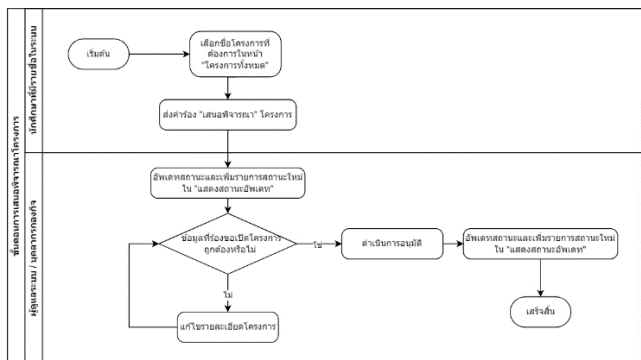 ขั้นตอนการเสนอพิจารณาโครงการ
นักศึกษาที่มีรายชื่อในระบบ
เริ่มต้น
เลือกชื่อโครงการที่
ต้องการในหน้า
"โครงการทั้งหมด"
ส่งคำร้อง "เสนอพิจารณา" โครงการ
ผู้ดูแลระบบ / บุคลากรกองกิจ
อัพเดทสถานะและเพิ่มรายการสถานะใหม่
ใน "แสดงสถานะอัพเดท"
ข้อมูลที่ร้องขอเปิดโครงการ
ถูกต้องหรือไม่
ใช่
ดำเนินการอนุมัติ
อัพเดทสถานะและเพิ่มรายการสถานะใหม่
ใน "แสดงสถานะอัพเดท"
ไม่
แก้ไขรายละเอียดโครงการ
เสร็จสิ้น